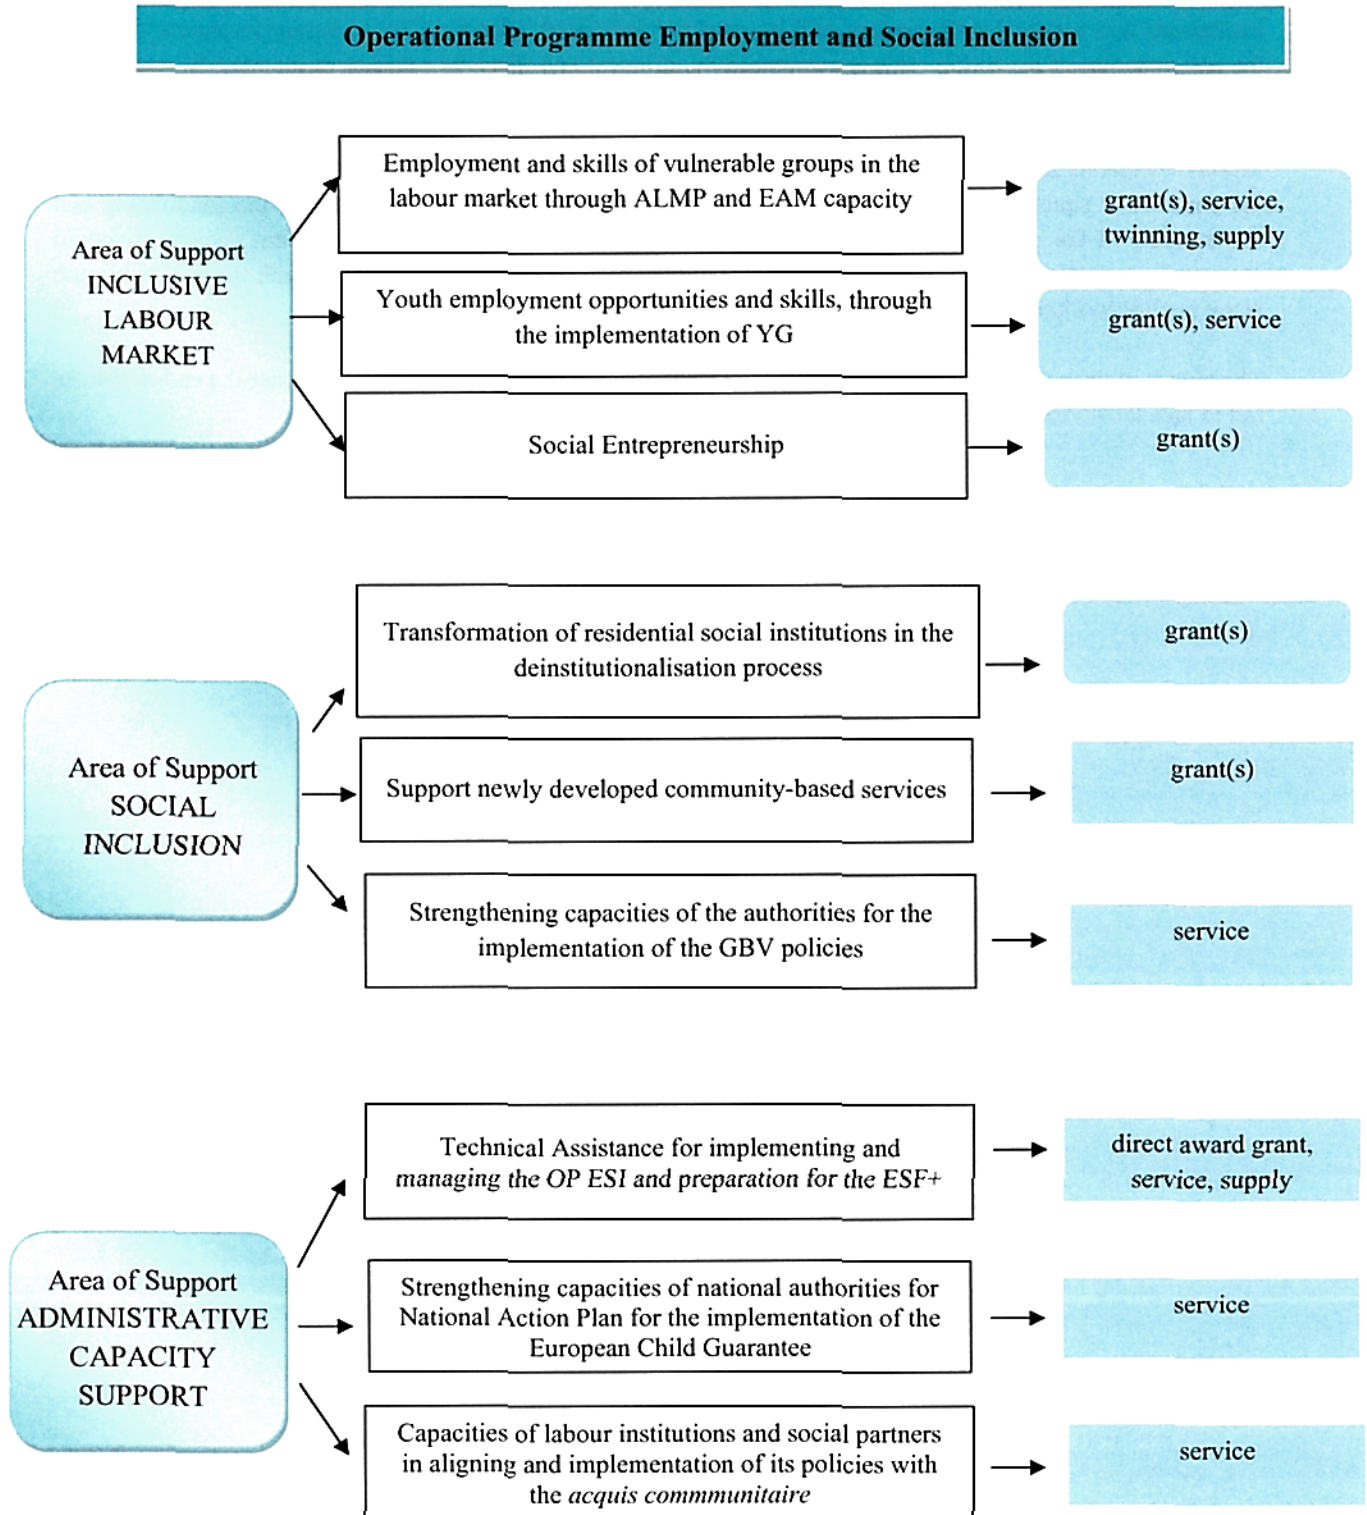 Operational Programme Employment and Social Inclusion
Area of Support
INCLUSIVE
LABOUR
MARKET
Employment and skills of vulnerable groups in the
labour market through ALMP and EAM capacity
grant(s), service,
twinning, supply
Youth employment opportunities and skills, through
the implementation of YG
grant(s), service
Social Entrepreneurship
grant(s)
Area of Support
SOCIAL
INCLUSION
Transformation of residential social institutions in the
deinstitutionalisation process
grant(s)
Support newly developed community-based services
grant(s)
Strengthening capacities of the authorities for the
implementation of the GBV policies
service
Area of Support
ADMINISTRATIVE
CAPACITY
SUPPORT
Technical Assistance for implementing and
managing the OP ESI and preparation for the ESF+
direct award grant,
service, supply
Strengthening capacities of national authorities for
National Action Plan for the implementation of the
European Child Guarantee
service
Capacities of labour institutions and social partners
in aligning and implementation of its policies with
the acquis commmunitaire
service